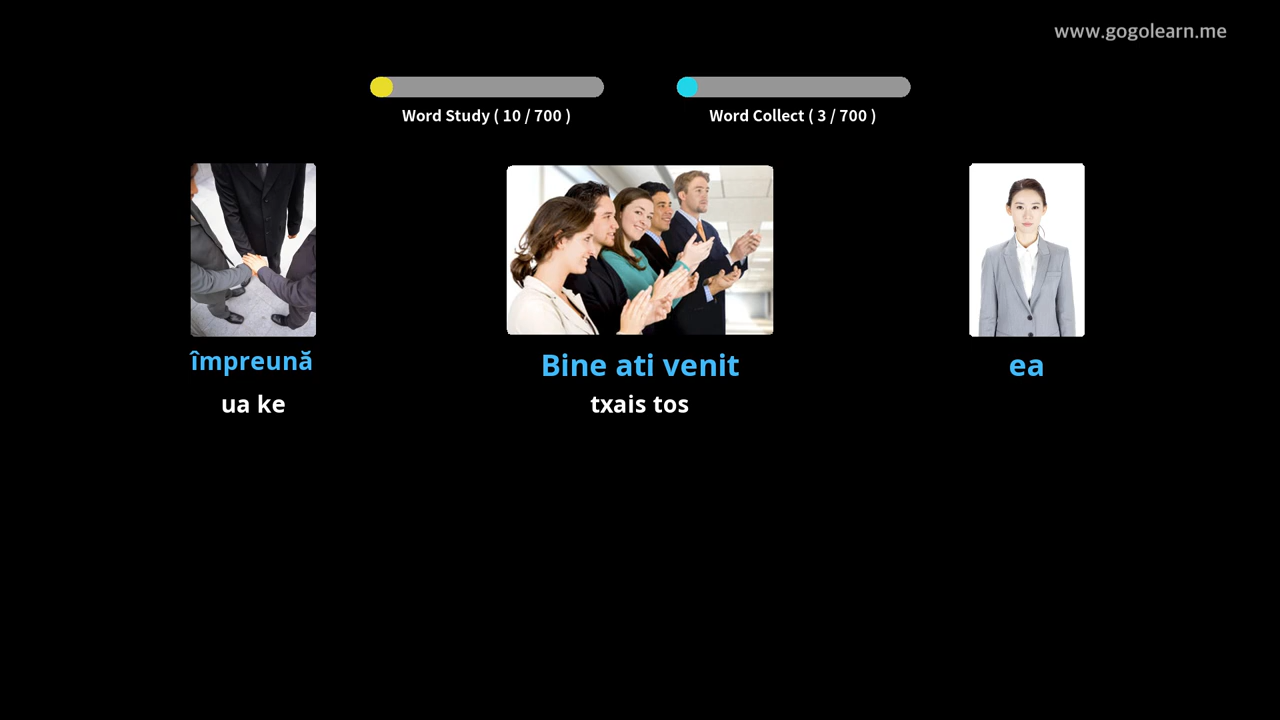 www.gogolearn.me
Word Study ( 10 / 700 )
Word Collect ( 3 / 700 )
împreună
ua ke
Bine ati venit
txais tos
ea